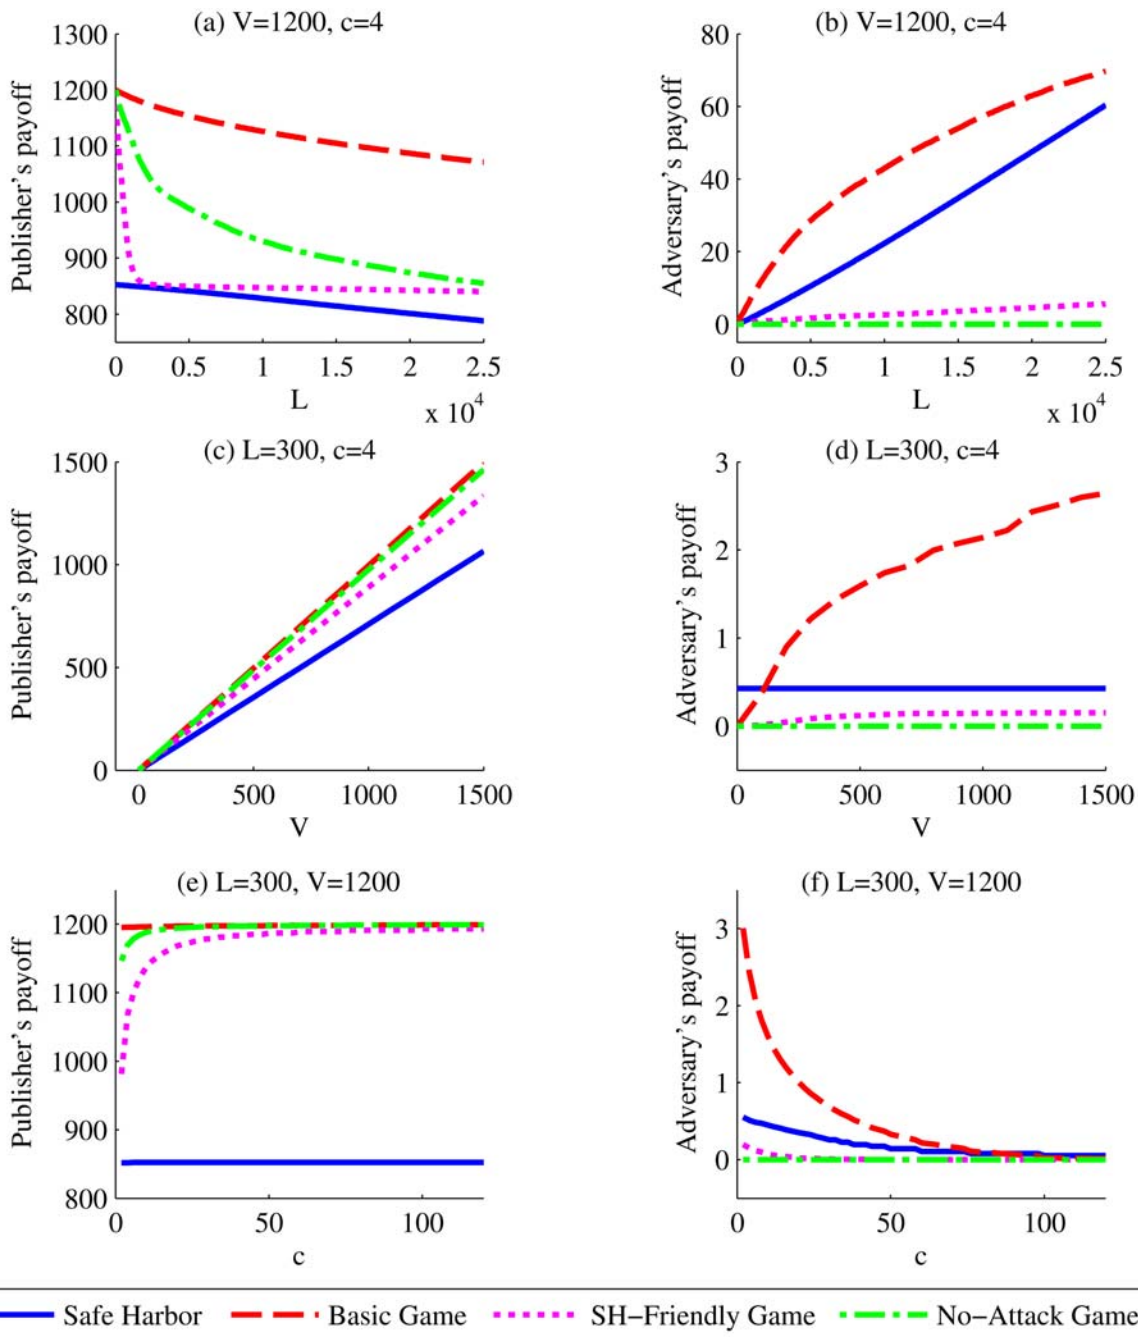 (a) V=1200, c=4
Publisher's payoff
1300
1200
1100
1000
900
800
0 0.5 1 1.5 2 2.5
L
x 10⁴
(b) V=1200, c=4
Adversary's payoff
80
60
40
20
0
0 0.5 1 1.5 2 2.5
L
x 10⁴
(c) L=300, c=4
Publisher's payoff
1500
1000
500
0
0 500 1000 1500
V
(d) L=300, c=4
Adversary's payoff
3
2
1
0
0 500 1000 1500
V
(e) L=300, V=1200
Publisher's payoff
1200
1100
1000
900
800
0 50 100
c
(f) L=300, V=1200
Adversary's payoff
3
2
1
0
0 50 100
c
Safe Harbor Basic Game SH−Friendly Game No−Attack Game